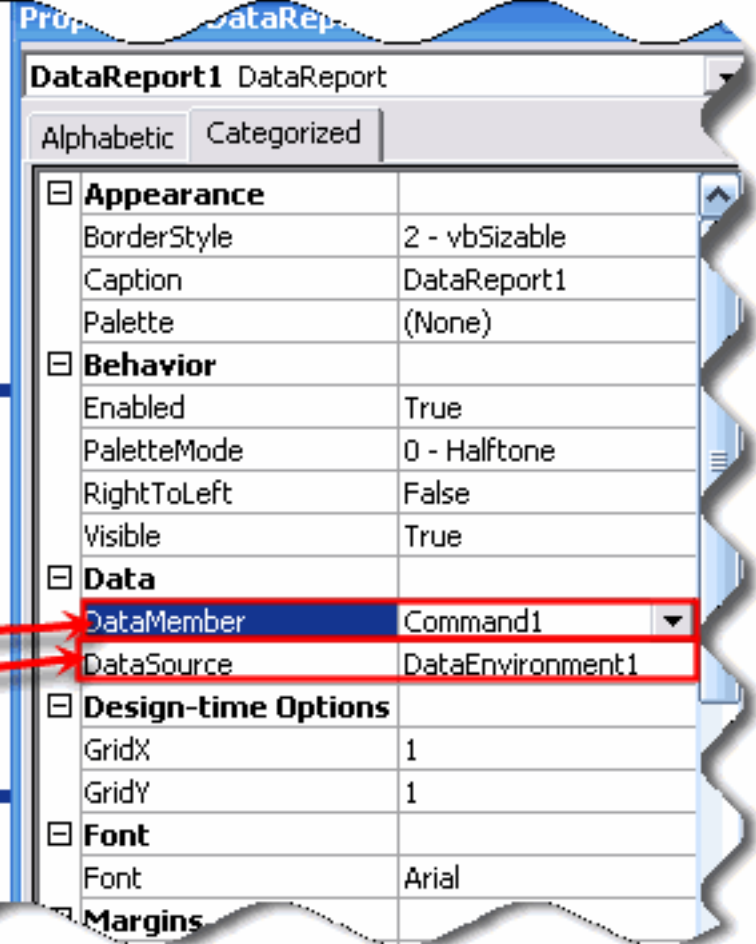 DataReport1 DataReport
Alphabetic Categorized
Appearance
BorderStyle 2 - vbSizable
Caption DataReport1
Palette (None)
Behavior
Enabled True
PaletteMode 0 - Halftone
RightToLeft False
Visible True
Data
DataMember Command1
DataSource DataEnvironment1
Design-time Options
GridX 1
GridY 1
Font
Font Arial
Margins